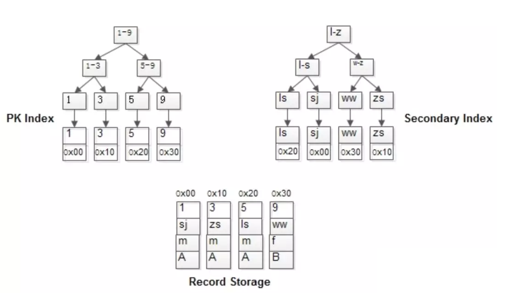 1-9
l-z
1-3
5-9
l-s
w-z
1
3
5
9
ls
sj
ww
zs
PK Index
Secondary Index
1
3
5
9
ls
sj
ww
zs
0x00
0x10
0x20
0x30
0x20
0x00
0x30
0x10
0x00
0x10
0x20
0x30
1
3
5
9
sj
zs
ls
ww
m
m
m
f
A
A
A
B
Record Storage